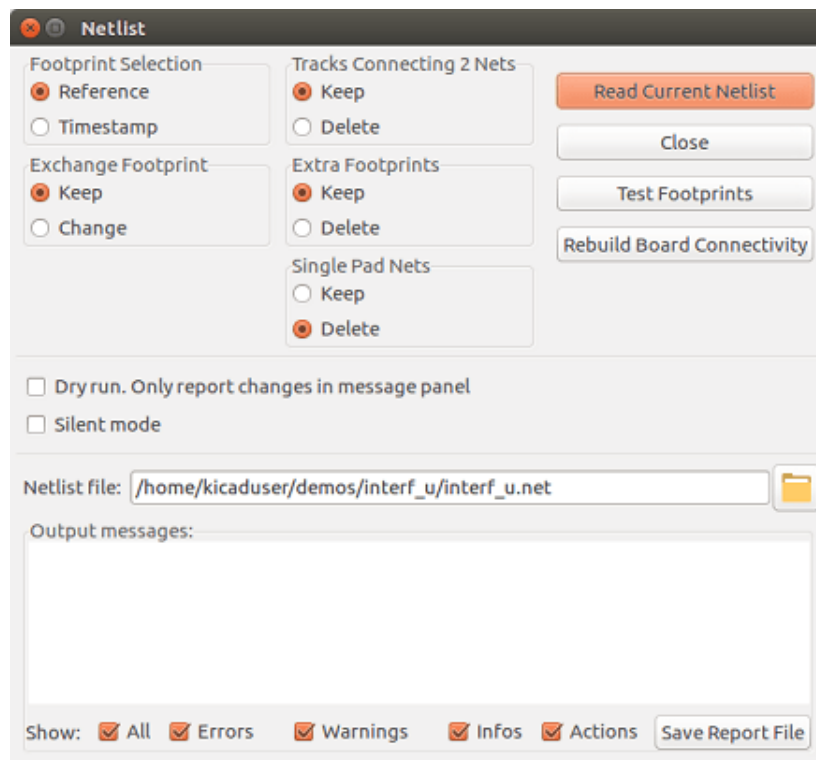 Netlist
Footprint Selection
Reference
Timestamp
Exchange Footprint
Keep
Change
Tracks Connecting 2 Nets
Keep
Delete
Extra Footprints
Keep
Delete
Single Pad Nets
Keep
Delete
Read Current Netlist
Close
Test Footprints
Rebuild Board Connectivity
Dry run. Only report changes in message panel
Silent mode
Netlist file: /home/kicaduser/demos/interf_u/interf_u.net
Output messages:
Show: All Errors Warnings Infos Actions Save Report File